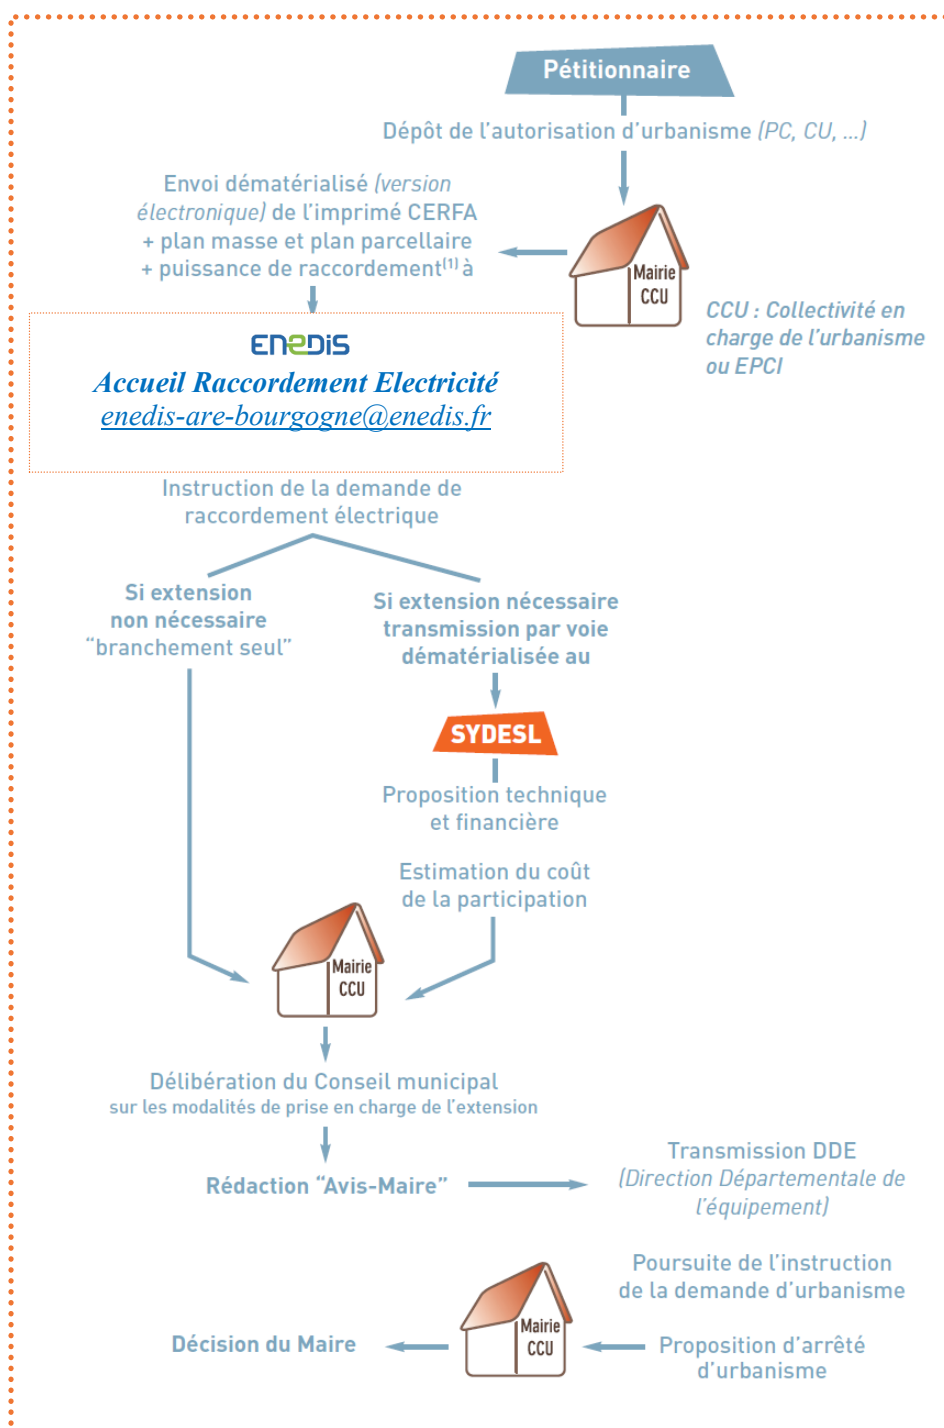 Pétitionnaire
Dépôt de l’autorisation d’urbanisme (PC, CU, ...)
Envoi dématérialisé (version
électronique) de l’imprimé CERFA
+ plan masse et plan parcellaire
+ puissance de raccordement(1) à
Mairie
CCU
CCU : Collectivité en
charge de l’urbanisme
ou EPCI
ENEDIS
Accueil Raccordement Electricité
enedis-are-bourgogne@enedis.fr
Instruction de la demande de
raccordement électrique
Si extension
non nécessaire
“branchement seul”
Si extension nécessaire
transmission par voie
dématérialisée au
SYDESL
Proposition technique
et financière
Estimation du coût
de la participation
Mairie
CCU
Délibération du Conseil municipal
sur les modalités de prise en charge de l’extension
Rédaction “Avis-Maire”
Transmission DDE
(Direction Départementale de
l’équipement)
Poursuite de l’instruction
de la demande d’urbanisme
Proposition d’arrêté
d’urbanisme
Mairie
CCU
Décision du Maire